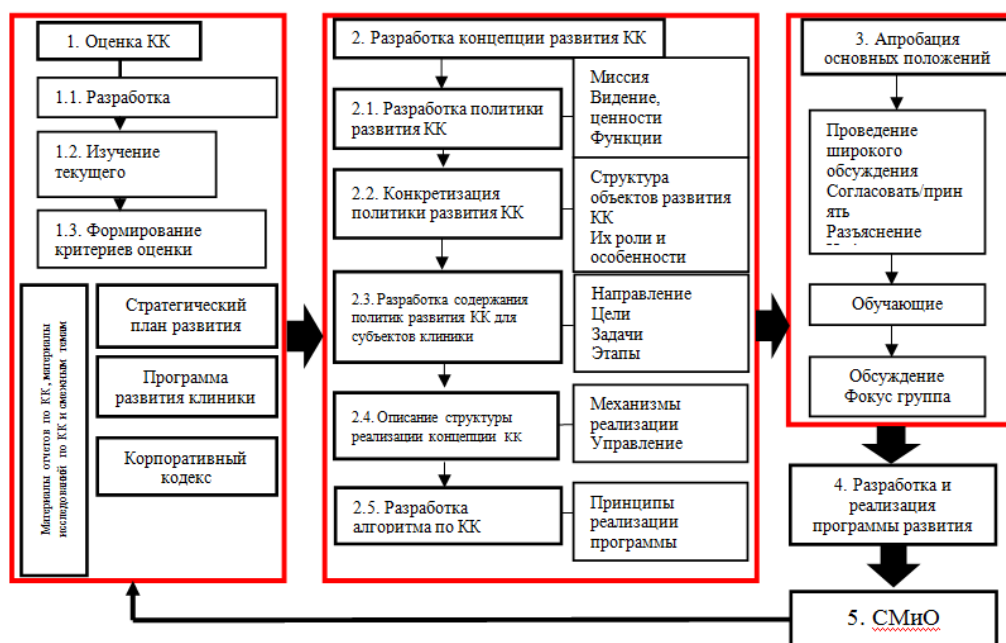 1. Оценка КК
1.1. Разработка
1.2. Изучение
текущего
1.3. Формирование
критериев оценки
Материалы отчетов по КК, материалы
исследований по КК и смежным темам
Стратегический
план развития
Программа
развития клиники
Корпоративный
кодекс
2. Разработка концепции развития КК
2.1. Разработка политики
развития КК
Миссия
Видение,
ценности
Функции
2.2. Конкретизация
политики развития КК
Структура
объектов развития
КК
Их роли и
особенности
2.3. Разработка содержания
политик развития КК для
субъектов клиники
Направление
Цели
Задачи
Этапы
2.4. Описание структуры
реализации концепции КК
Механизмы
реализации
Управление
2.5. Разработка
алгоритма по КК
Принципы
реализации
программы
3. Апробация
основных положений
Проведение
широкого
обсуждения
Согласовать/прин
ять
Разъяснение
Обучающие
Обсуждение
Фокус группа
4. Разработка и
реализация
программы развития
5. СМиО